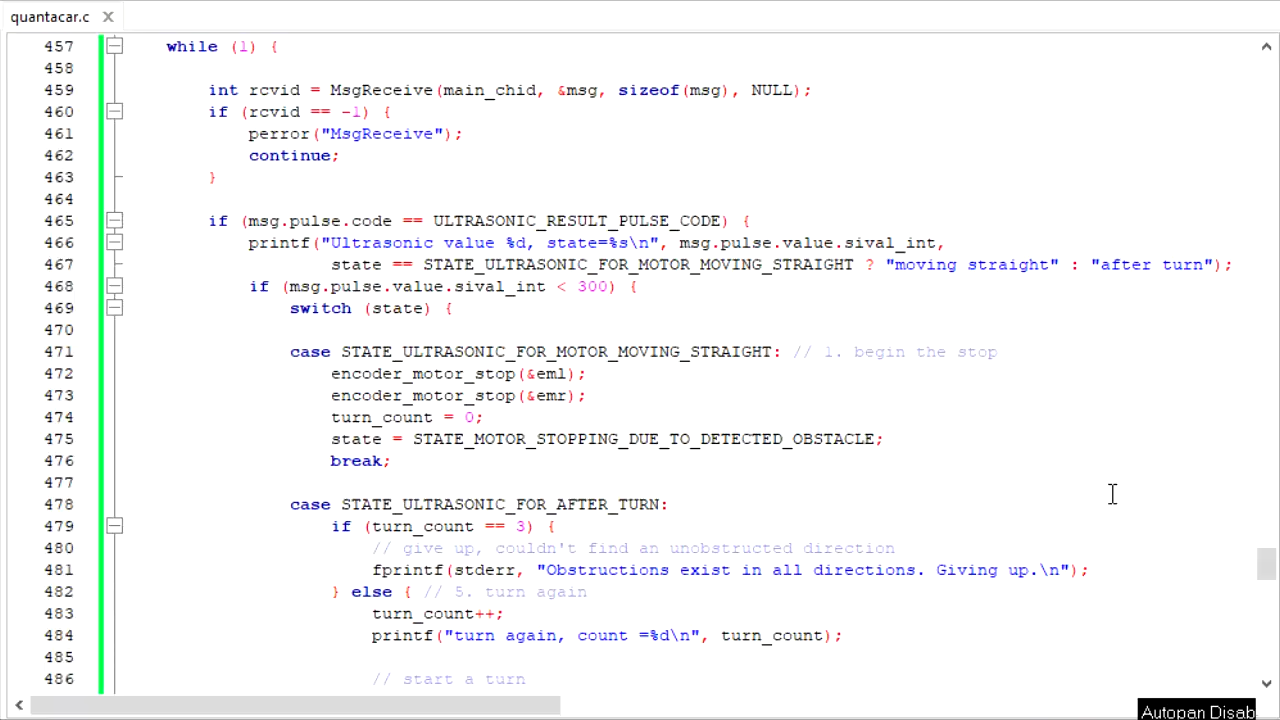 quantacar.c
457 while (1) {
458
459 int rcvid = MsgReceive(main_chid, &msg, sizeof(msg), NULL);
460 if (rcvid == -1) {
461 perror("MsgReceive");
462 continue;
463 }
464
465 if (msg.pulse.code == ULTRASONIC_RESULT_PULSE_CODE) {
466 printf("Ultrasonic value %d, state=%s\n", msg.pulse.value.sival_int,
467 state == STATE_ULTRASONIC_FOR_MOTOR_MOVING_STRAIGHT ? "moving straight" : "after turn");
468 if (msg.pulse.value.sival_int < 300) {
469 switch (state) {
470
471 case STATE_ULTRASONIC_FOR_MOTOR_MOVING_STRAIGHT: // 1. begin the stop
472 encoder_motor_stop(&eml);
473 encoder_motor_stop(&emr);
474 turn_count = 0;
475 state = STATE_MOTOR_STOPPING_DUE_TO_DETECTED_OBSTACLE;
476 break;
477
478 case STATE_ULTRASONIC_FOR_AFTER_TURN:
479 if (turn_count == 3) {
480 // give up, couldn't find an unobstructed direction
481 fprintf(stderr, "Obstructions exist in all directions. Giving up.\n");
482 } else { // 5. turn again
483 turn_count++;
484 printf("turn again, count =%d\n", turn_count);
485
486 // start a turn
Autopan Disab